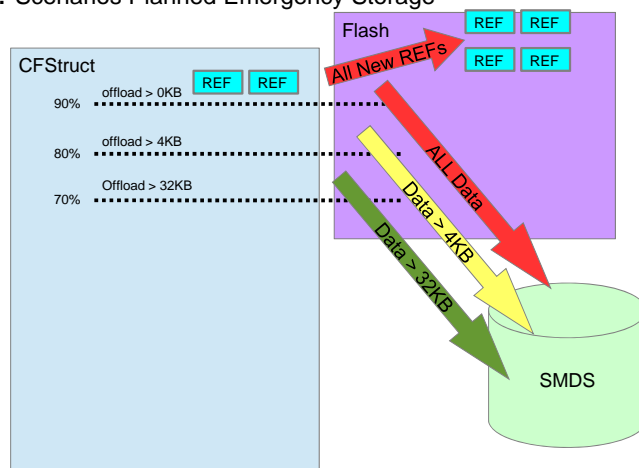 Scenarios Planned Emergency Storage
Flash
REF REF
REF REF
All New REFs
CFStruct
REF REF
90% offload > 0KB
80% offload > 4KB
70% Offload > 32KB
ALL Data
Data > 4KB
Data > 32KB
SMDS